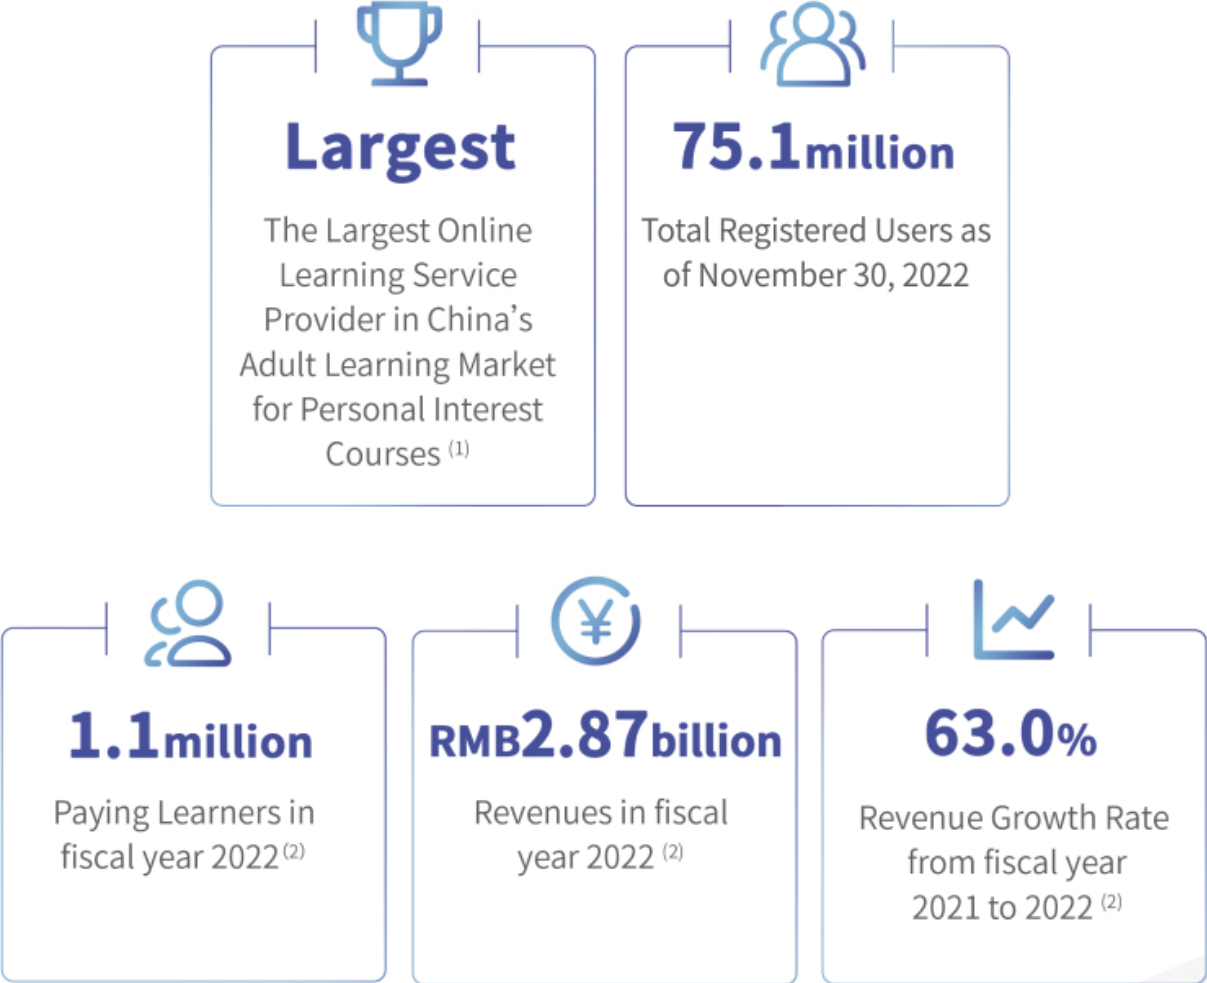 Largest
The Largest Online
Learning Service
Provider in China’s
Adult Learning Market
for Personal Interest
Courses (1)
75.1million
Total Registered Users as
of November 30, 2022
1.1million
Paying Learners in
fiscal year 2022(2)
¥
RMB2.87billion
Revenues in fiscal
year 2022 (2)
63.0%
Revenue Growth Rate
from fiscal year
2021 to 2022 (2)